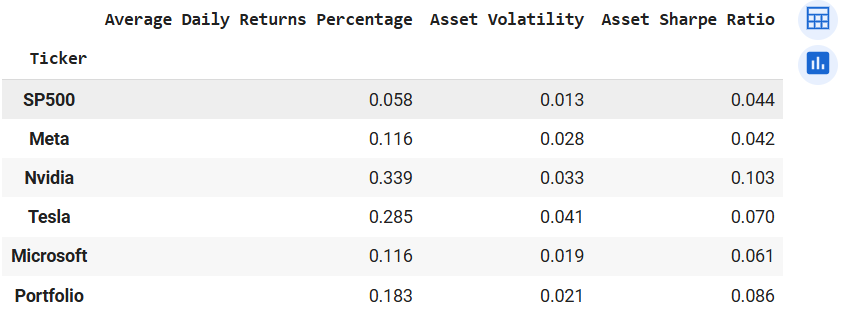 Average Daily Returns Percentage Asset Volatility Asset Sharpe Ratio
Ticker
SP500 0.058 0.013 0.044
Meta 0.116 0.028 0.042
Nvidia 0.339 0.033 0.103
Tesla 0.285 0.041 0.070
Microsoft 0.116 0.019 0.061
Portfolio 0.183 0.021 0.086